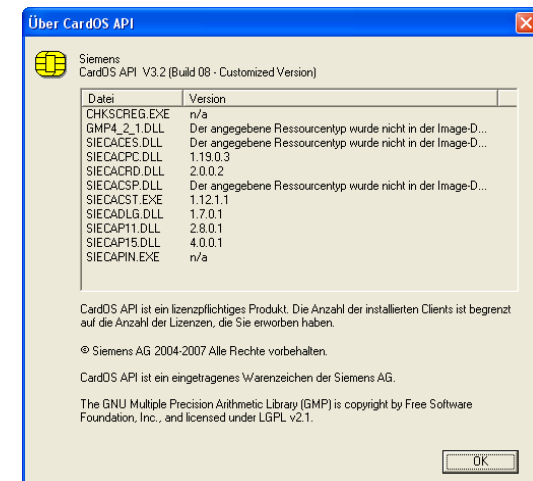 Über CardOS API
Siemens
CardOS API V3.2 (Build 08 - Customized Version)
Datei Version
CHKSCREG.EXE n/a
GMP4_2_1.DLL Der angegebene Ressourcentyp wurde nicht in der Image-D...
SIECACES.DLL Der angegebene Ressourcentyp wurde nicht in der Image-D...
SIECACPC.DLL 1.19.0.3
SIECACRD.DLL 2.0.0.2
SIECACSP.DLL Der angegebene Ressourcentyp wurde nicht in der Image-D...
SIECACST.EXE 1.12.1.1
SIECADLG.DLL 1.7.0.1
SIECAP11.DLL 2.8.0.1
SIECAP15.DLL 4.0.0.1
SIECAPIN.EXE n/a
CardOS API ist ein lizenzpflichtiges Produkt. Die Anzahl der installierten Clients ist begrenzt
auf die Anzahl der Lizenzen, die Sie erworben haben.
© Siemens AG 2004-2007 Alle Rechte vorbehalten.
CardOS API ist ein eingetragenes Warenzeichen der Siemens AG.
The GNU Multiple Precision Arithmetic Library (GMP) is copyright by Free Software
Foundation, Inc., and licensed under LGPL v2.1.
OK